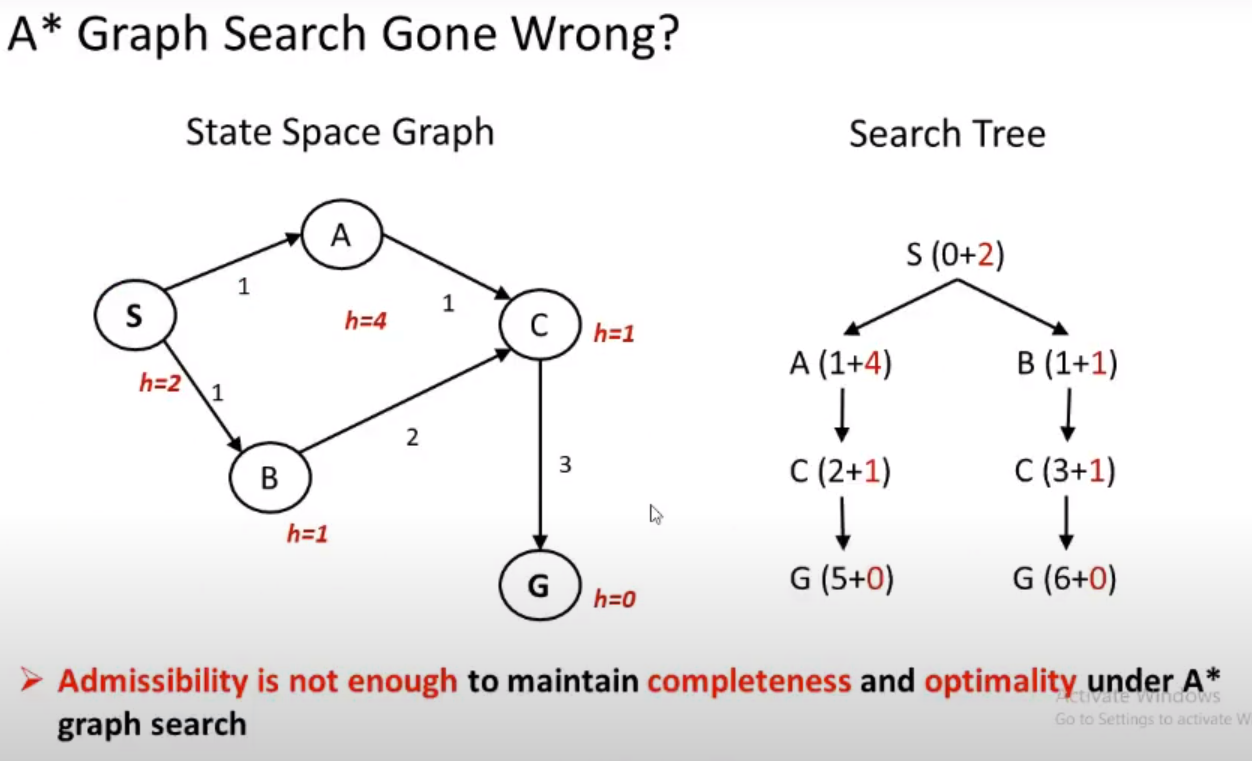 A* Graph Search Gone Wrong?
State Space Graph
Search Tree
A
S
C
B
G
1
1
1
2
3
h=4
h=1
h=2
h=1
h=0
S (0+2)
A (1+4)
B (1+1)
C (2+1)
C (3+1)
G (5+0)
G (6+0)
➢ Admissibility is not enough to maintain completeness and optimality under A*
graph search
Activate Windows
Go to Settings to activate W